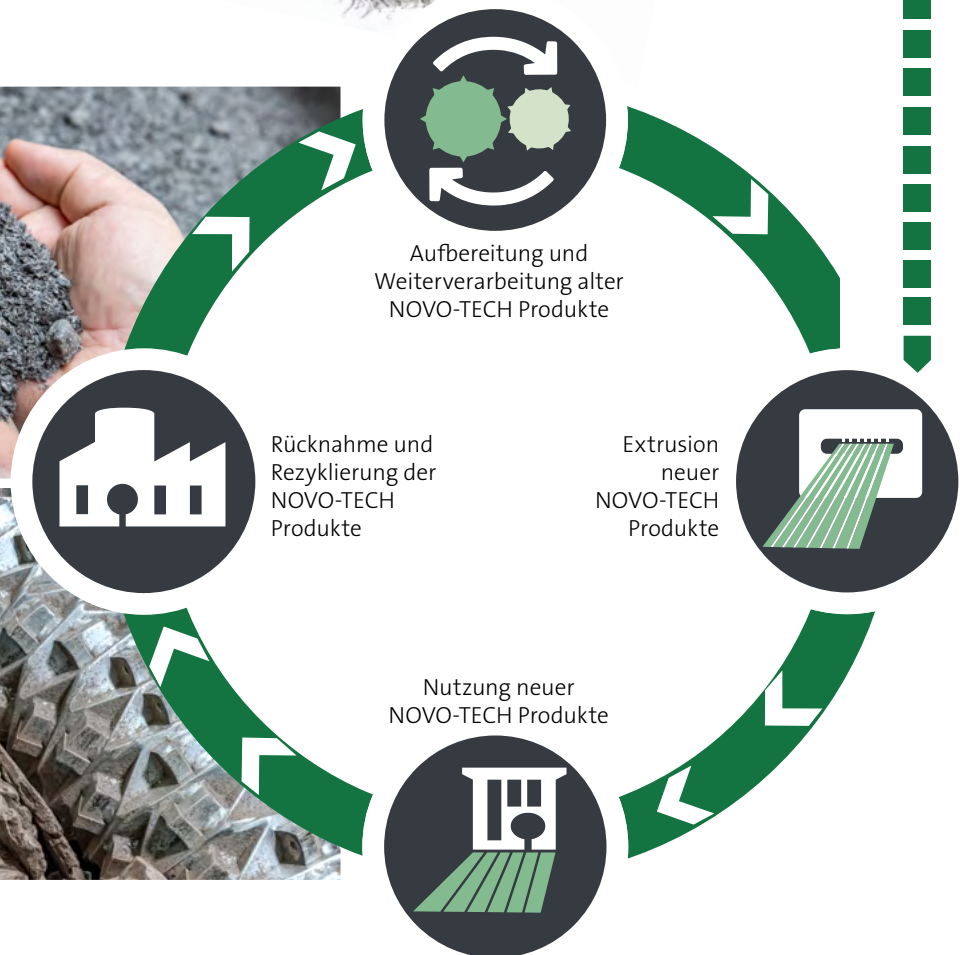 Aufbereitung und
Weiterverarbeitung alter
NOVO-TECH Produkte
Rücknahme und
Rezyklierung der
NOVO-TECH
Produkte
Extrusion
neuer
NOVO-TECH
Produkte
Nutzung neuer
NOVO-TECH Produkte